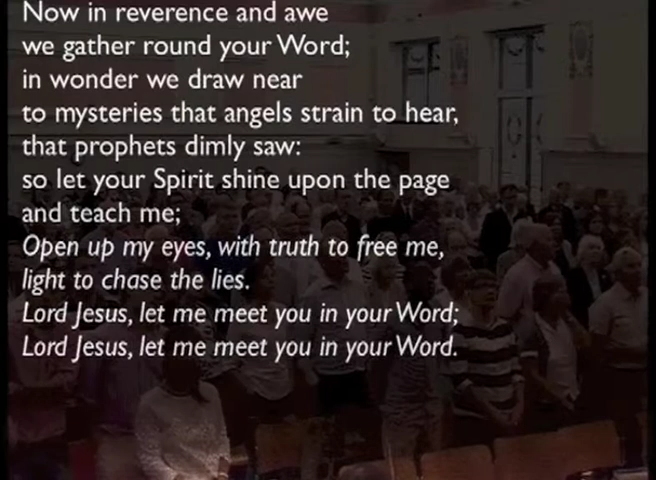 Now in reverence and awe
we gather round your Word;
in wonder we draw near
to mysteries that angels strain to hear,
that prophets dimly saw:
so let your Spirit shine upon the page
and teach me;
Open up my eyes, with truth to free me,
light to chase the lies.
Lord Jesus, let me meet you in your Word;
Lord Jesus, let me meet you in your Word.